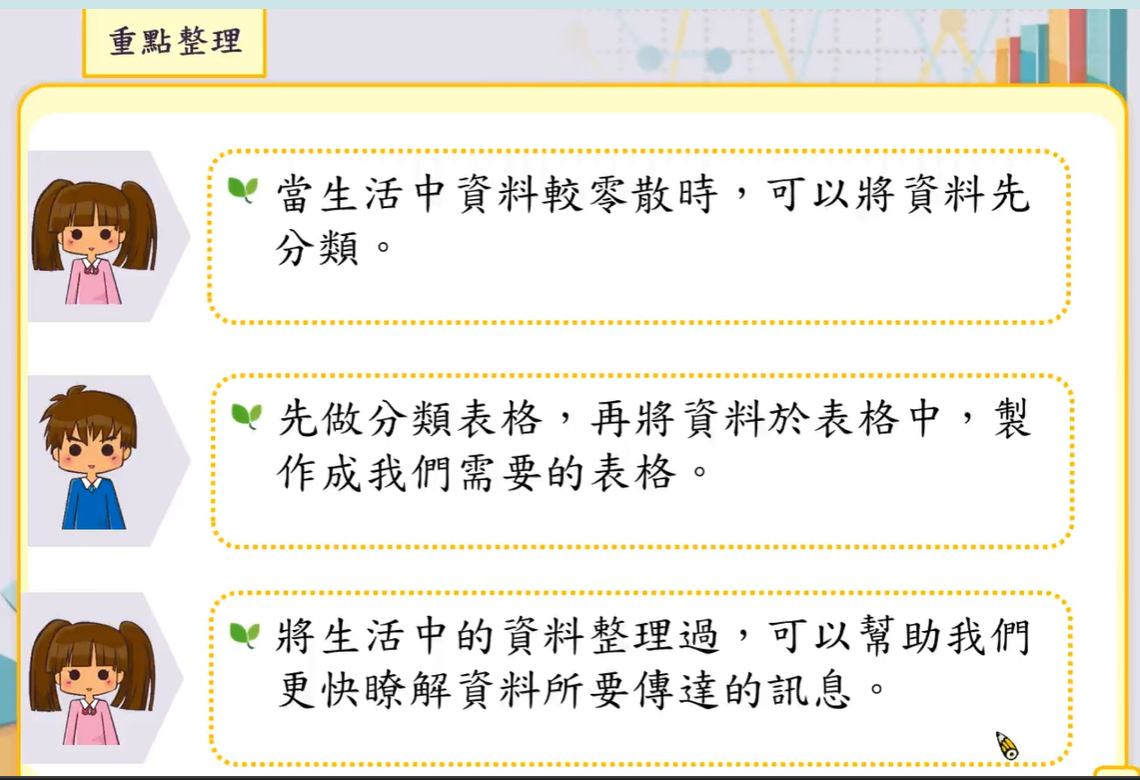 重點整理
當生活中資料較零散時，可以將資料先
分類。
先做分類表格，再將資料於表格中，製
作成我們需要的表格。
將生活中的資料整理過，可以幫助我們
更快瞭解資料所要傳達的訊息。